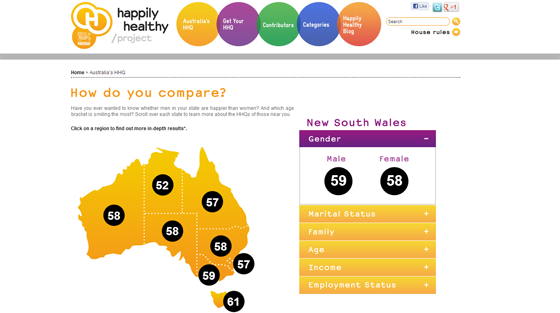 happily
healthy
/project
Australia's
HHQ
Get Your
HHQ
Contributors
Categories
Happily
Healthy
Blog
Like
+1
Search
House rules
Home > Australia's HHQ
How do you compare?
Have you ever wanted to know whether men in your state are happier than women? And which age
bracket is smiling the most? Scroll over each state to learn more about the HHQs of those near you.
Click on a region to find out more in depth results*.
52
57
58
58
58
57
59
61
New South Wales
Gender −
Male Female
59 58
Marital Status +
Family +
Age +
Income +
Employment Status +